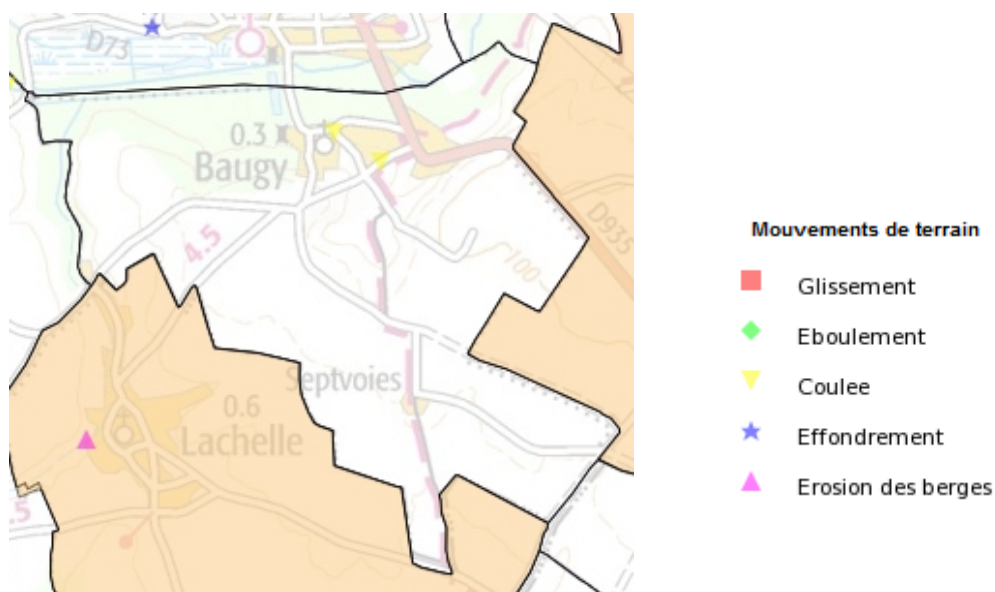 D73
0.3
Baugy
4.5
D935
100
Septvoies
0.6
Lachelle
.5
Mouvements de terrain
Glissement
Eboulement
Coulee
Effondrement
Erosion des berges